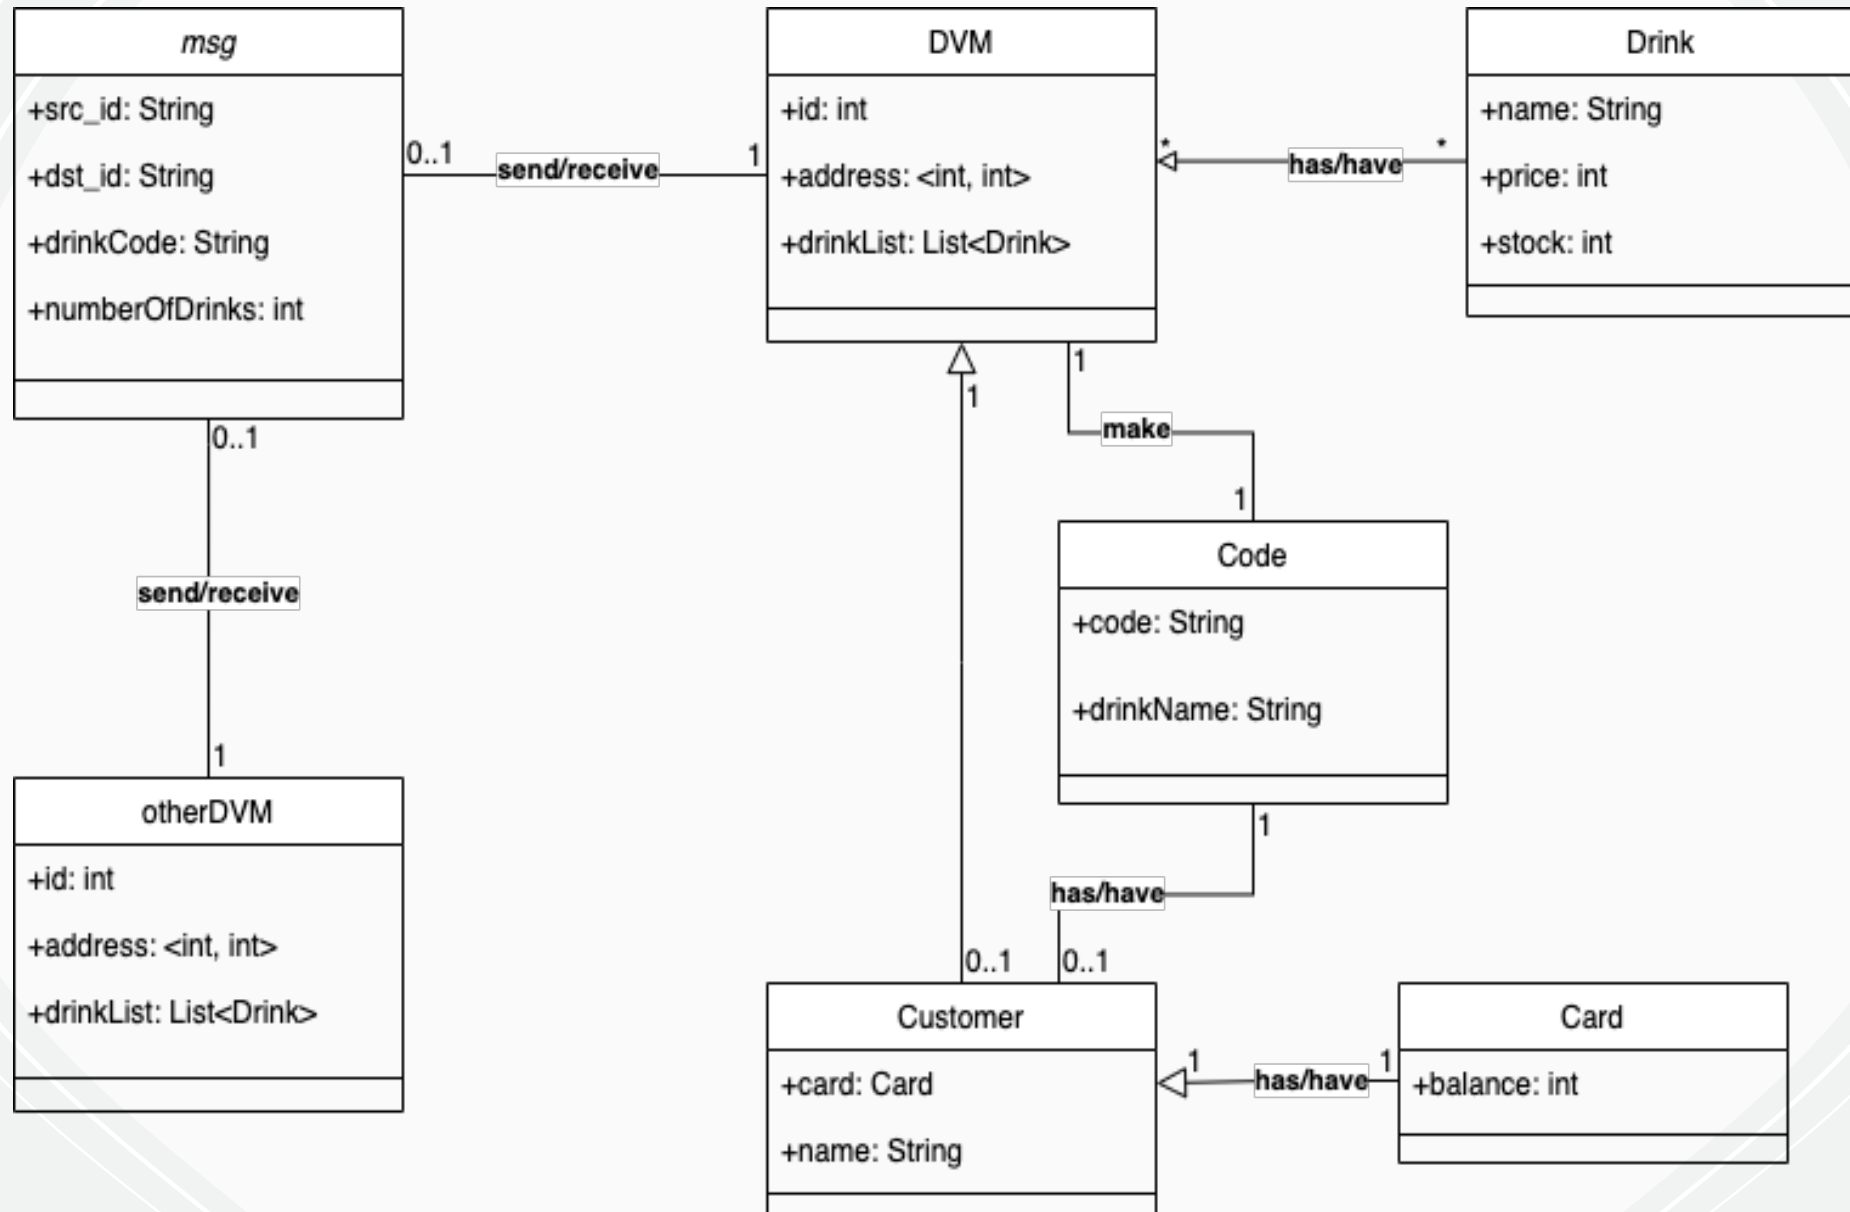 msg
+src_id: String
+dst_id: String
+drinkCode: String
+numberOfDrinks: int
0..1
send/receive
1
DVM
+id: int
+address: <int, int>
+drinkList: List<Drink>
*
has/have
*
Drink
+name: String
+price: int
+stock: int
0..1
send/receive
1
otherDVM
+id: int
+address: <int, int>
+drinkList: List<Drink>
1
0..1
1
make
1
Code
+code: String
+drinkName: String
1
has/have
0..1
Customer
+card: Card
+name: String
1
has/have
1
Card
+balance: int